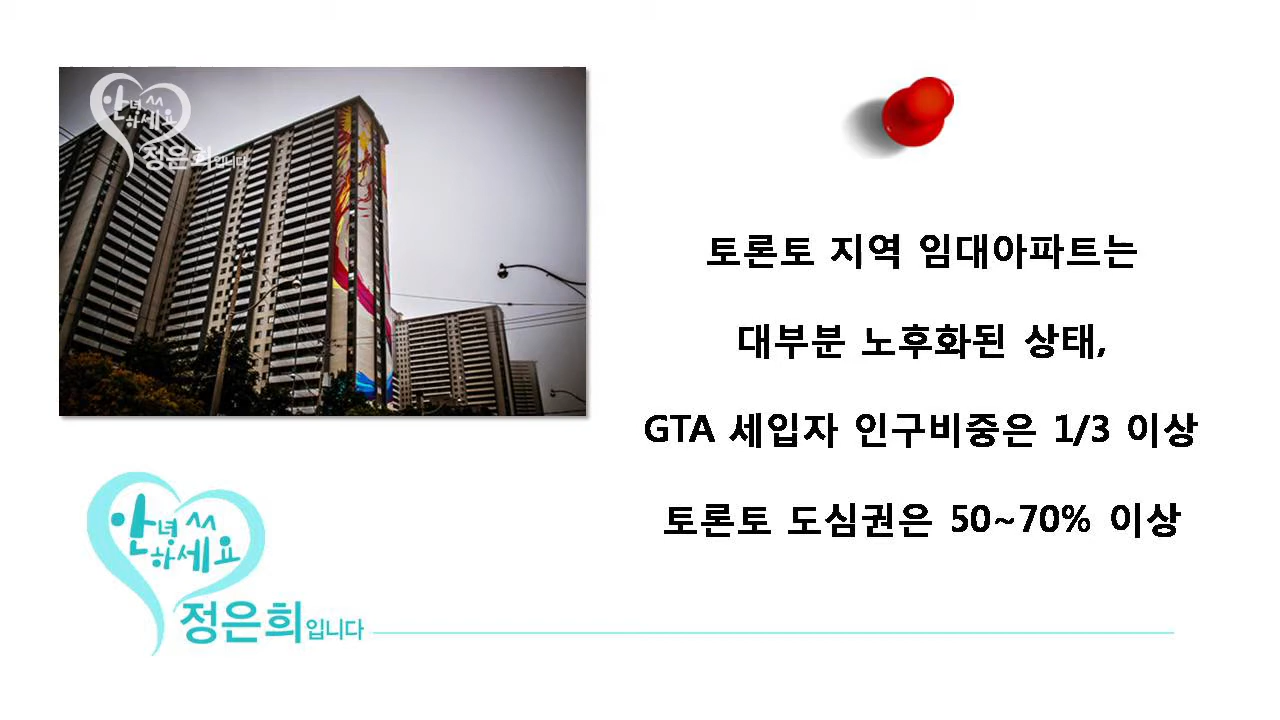 안녕^^
하세요
정은희입니다
토론토 지역 임대아파트는
대부분 노후화된 상태,
GTA 세입자 인구비중은 1/3 이상
토론토 도심권은 50~70% 이상
안녕^^
하세요
정은희입니다